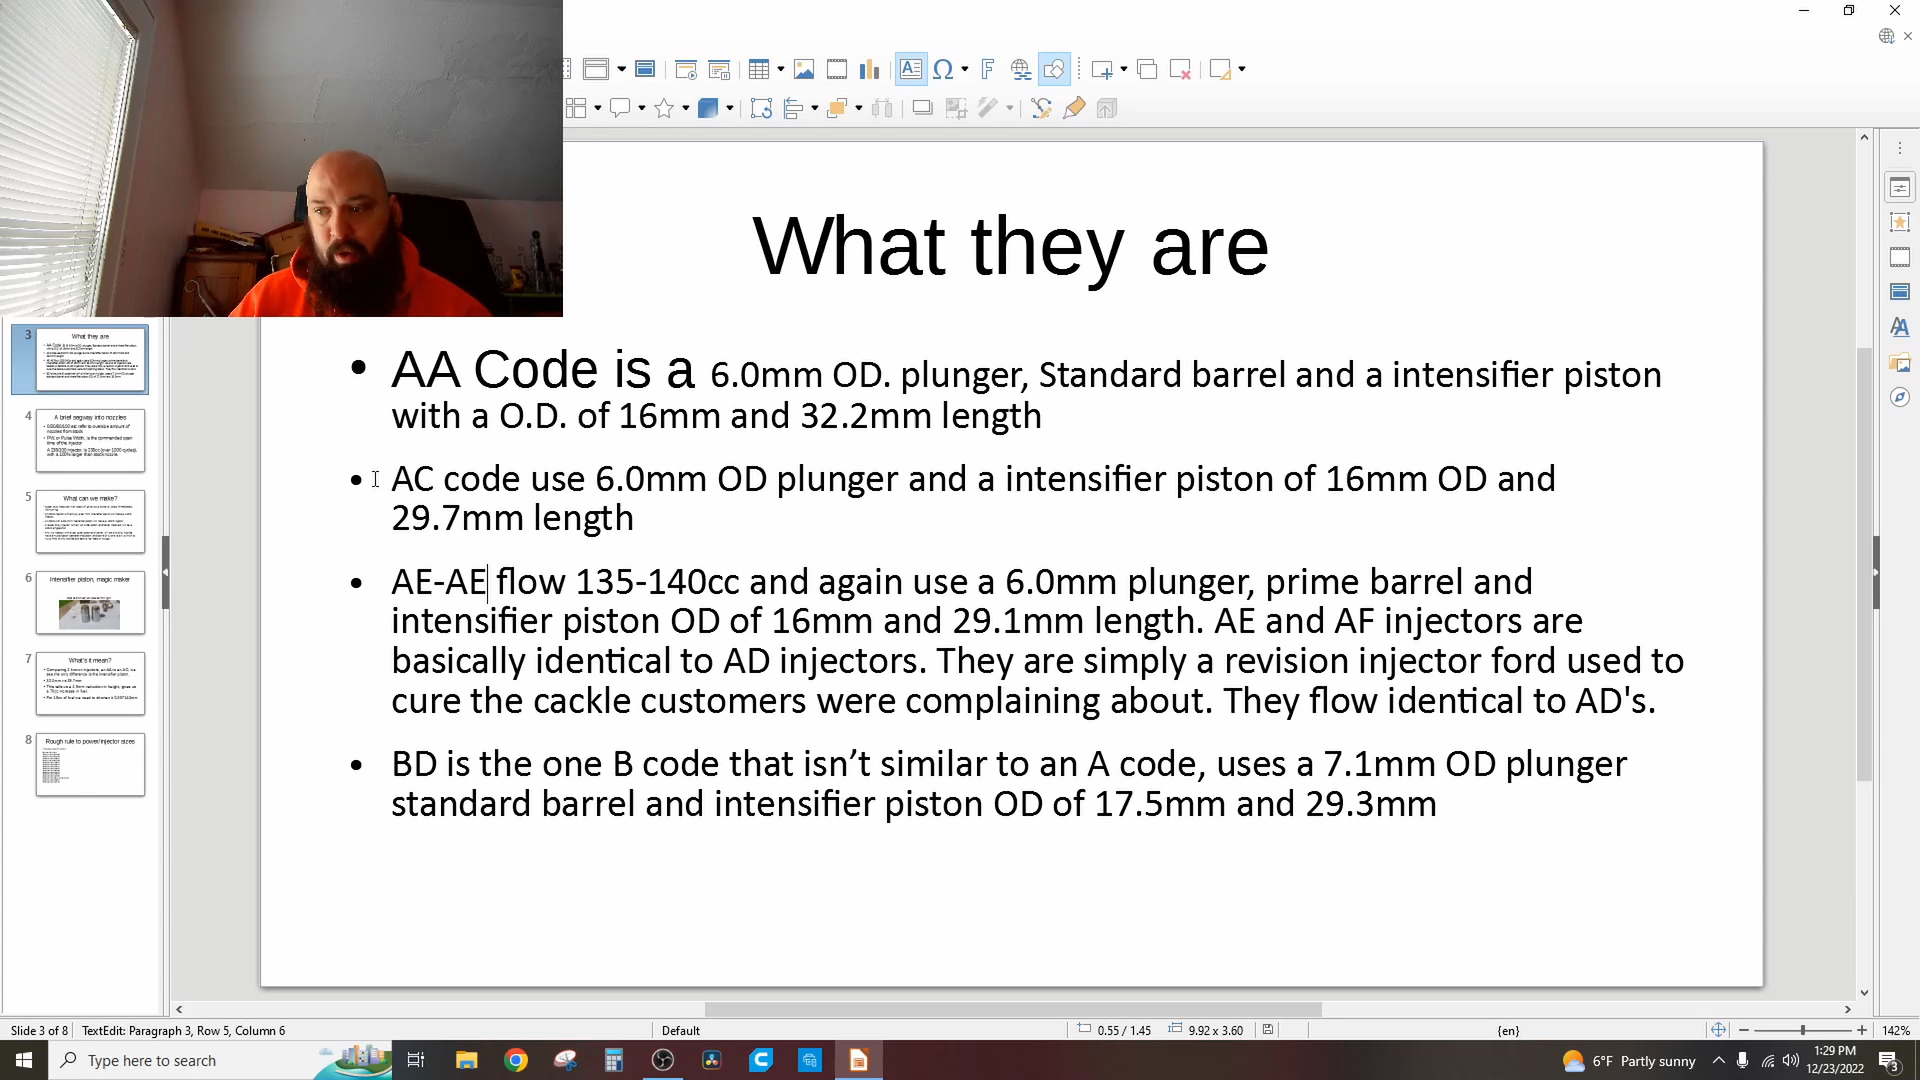 What they are
AA Code is a 6.0mm OD. plunger, Standard barrel and a intensifier piston
with a O.D. of 16mm and 32.2mm length
AC code use 6.0mm OD plunger and a intensifier piston of 16mm OD and
29.7mm length
AE-AE flow 135-140cc and again use a 6.0mm plunger, prime barrel and
intensifier piston OD of 16mm and 29.1mm length. AE and AF injectors are
basically identical to AD injectors. They are simply a revision injector ford used to
cure the cackle customers were complaining about. They flow identical to AD's.
BD is the one B code that isn’t similar to an A code, uses a 7.1mm OD plunger
standard barrel and intensifier piston OD of 17.5mm and 29.3mm
3
What they are
4
A brief segway into nozzles
5
What can we make?
6
Intensifier piston, magic maker
7
What's it mean?
8
Rough rule to power/injector sizes
Slide 3 of 8
TextEdit: Paragraph 3, Row 5, Column 6
Default
0.55 / 1.45
9.92 x 3.60
{en}
142%
Type here to search
6°F Partly sunny
1:29 PM
12/23/2022
3